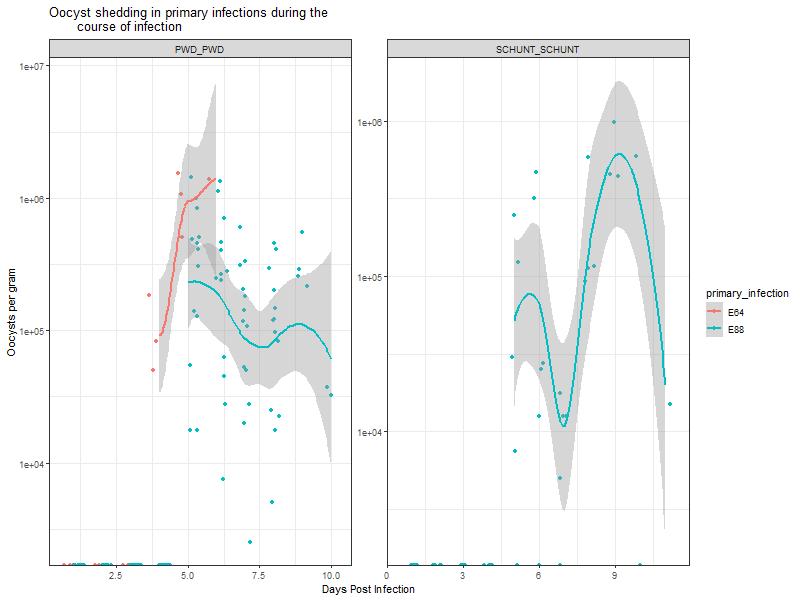 Oocyst shedding in primary infections during the
course of infection
PWD_PWD
SCHUNT_SCHUNT
1e+07
1e+06
1e+05
1e+04
1e+06
1e+05
1e+04
Oocysts per gram
2.5
5.0
7.5
10.0
0
3
6
9
Days Post Infection
primary_infection
E64
E88